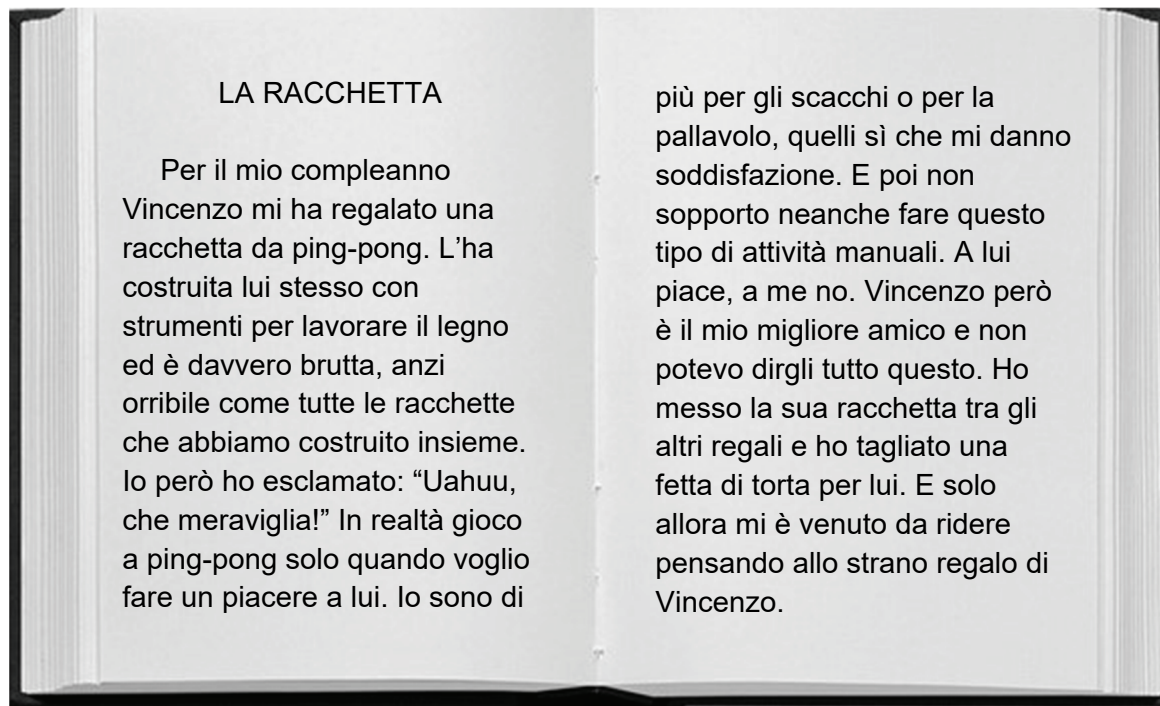 LA RACCHETTA
Per il mio compleanno
Vincenzo mi ha regalato una
racchetta da ping-pong. L’ha
costruita lui stesso con
strumenti per lavorare il legno
ed è davvero brutta, anzi
orribile come tutte le racchette
che abbiamo costruito insieme.
Io però ho esclamato: “Uahuu,
che meraviglia!” In realtà gioco
a ping-pong solo quando voglio
fare un piacere a lui. Io sono di
più per gli scacchi o per la
pallavolo, quelli sì che mi danno
soddisfazione. E poi non
sopporto neanche fare questo
tipo di attività manuali. A lui
piace, a me no. Vincenzo però
è il mio migliore amico e non
potevo dirgli tutto questo. Ho
messo la sua racchetta tra gli
altri regali e ho tagliato una
fetta di torta per lui. E solo
allora mi è venuto da ridere
pensando allo strano regalo di
Vincenzo.